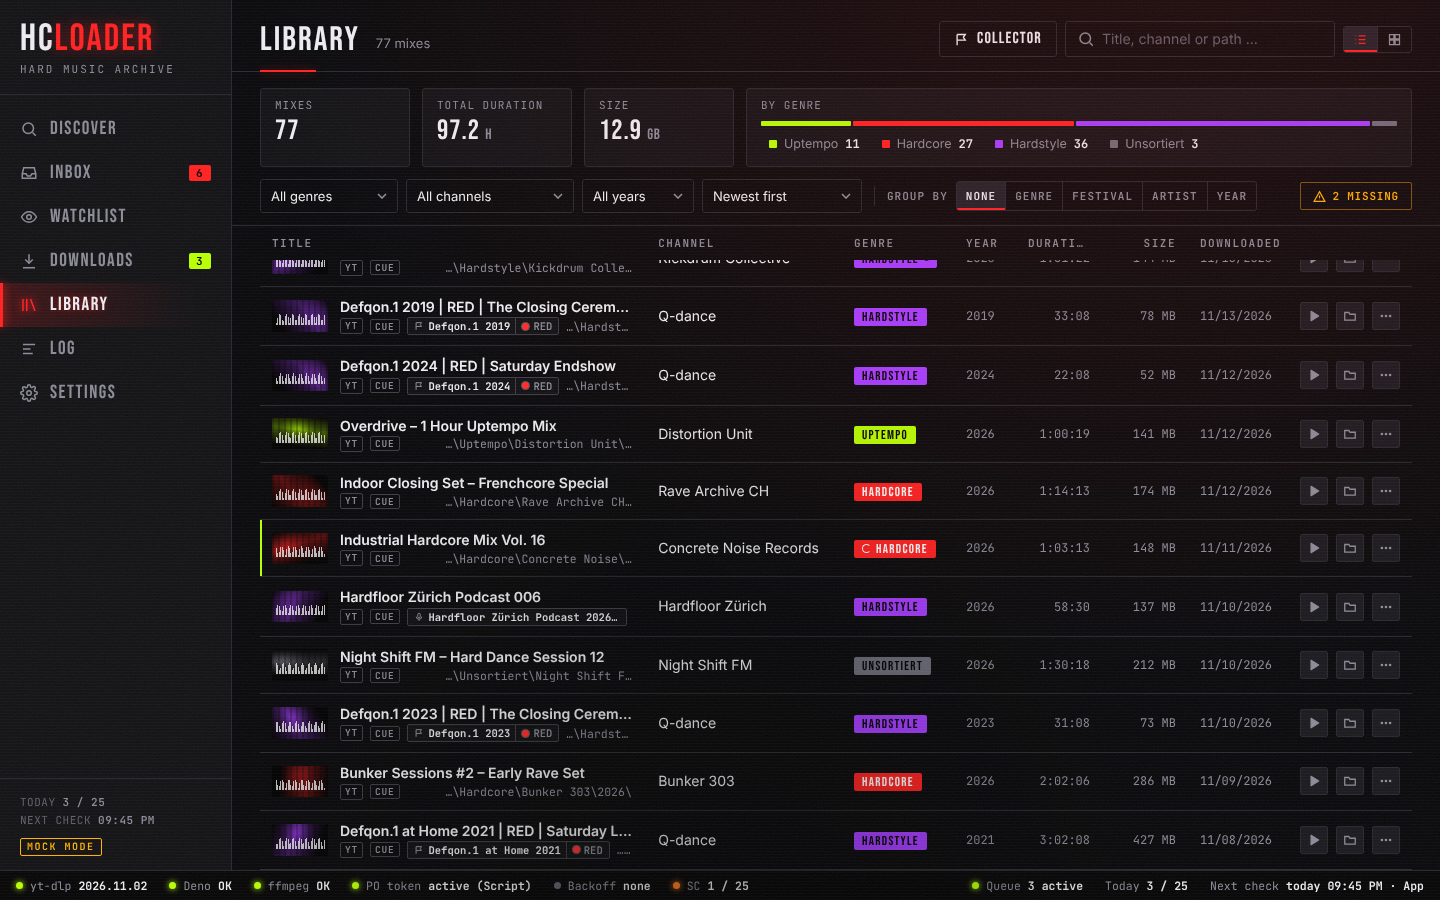 HCLOADER
HARD MUSIC ARCHIVE
DISCOVER
INBOX 6
WATCHLIST
DOWNLOADS 3
LIBRARY
LOG
SETTINGS
TODAY 3 / 25
NEXT CHECK 09:45 PM
MOCK MODE
LIBRARY 77 mixes
COLLECTOR
Title, channel or path ...
MIXES
77
TOTAL DURATION
97.2 H
SIZE
12.9 GB
BY GENRE
Uptempo 11 Hardcore 27 Hardstyle 36 Unsortiert 3
All genres All channels All years Newest first GROUP BY NONE GENRE FESTIVAL ARTIST YEAR 2 MISSING
TITLE CHANNEL GENRE YEAR DURATI… SIZE DOWNLOADED
Kickdrum Collective HARDSTYLE
YT CUE …\Hardstyle\Kickdrum Colle…
Defqon.1 2019 | RED | The Closing Cerem…
YT CUE Defqon.1 2019 RED …\Hardst…
Q-dance HARDSTYLE 2019 33:08 78 MB 11/13/2026
Defqon.1 2024 | RED | Saturday Endshow
YT CUE Defqon.1 2024 RED …\Hardst…
Q-dance HARDSTYLE 2024 22:08 52 MB 11/12/2026
Overdrive – 1 Hour Uptempo Mix
YT CUE …\Uptempo\Distortion Unit\…
Distortion Unit UPTEMPO 2026 1:00:19 141 MB 11/12/2026
Indoor Closing Set – Frenchcore Special
YT CUE …\Hardcore\Rave Archive CH…
Rave Archive CH HARDCORE 2026 1:14:13 174 MB 11/12/2026
Industrial Hardcore Mix Vol. 16
YT CUE …\Hardcore\Concrete Noise\…
Concrete Noise Records HARDCORE 2026 1:03:13 148 MB 11/11/2026
Hardfloor Zürich Podcast 006
YT CUE Hardfloor Zürich Podcast 2026…
Hardfloor Zürich HARDSTYLE 2026 58:30 137 MB 11/10/2026
Night Shift FM – Hard Dance Session 12
YT CUE …\Unsortiert\Night Shift F…
Night Shift FM UNSORTIERT 2026 1:30:18 212 MB 11/10/2026
Defqon.1 2023 | RED | The Closing Cerem…
YT CUE Defqon.1 2023 RED …\Hardst…
Q-dance HARDSTYLE 2023 31:08 73 MB 11/10/2026
Bunker Sessions #2 – Early Rave Set
YT CUE …\Hardcore\Bunker 303\2026\
Bunker 303 HARDCORE 2026 2:02:06 286 MB 11/09/2026
Defqon.1 at Home 2021 | RED | Saturday L…
YT CUE Defqon.1 at Home 2021 RED ……
Q-dance HARDSTYLE 2021 3:02:08 427 MB 11/08/2026
yt-dlp 2026.11.02 Deno OK ffmpeg OK PO token active (Script) Backoff none SC 1 / 25 Queue 3 active Today 3 / 25 Next check today 09:45 PM · App